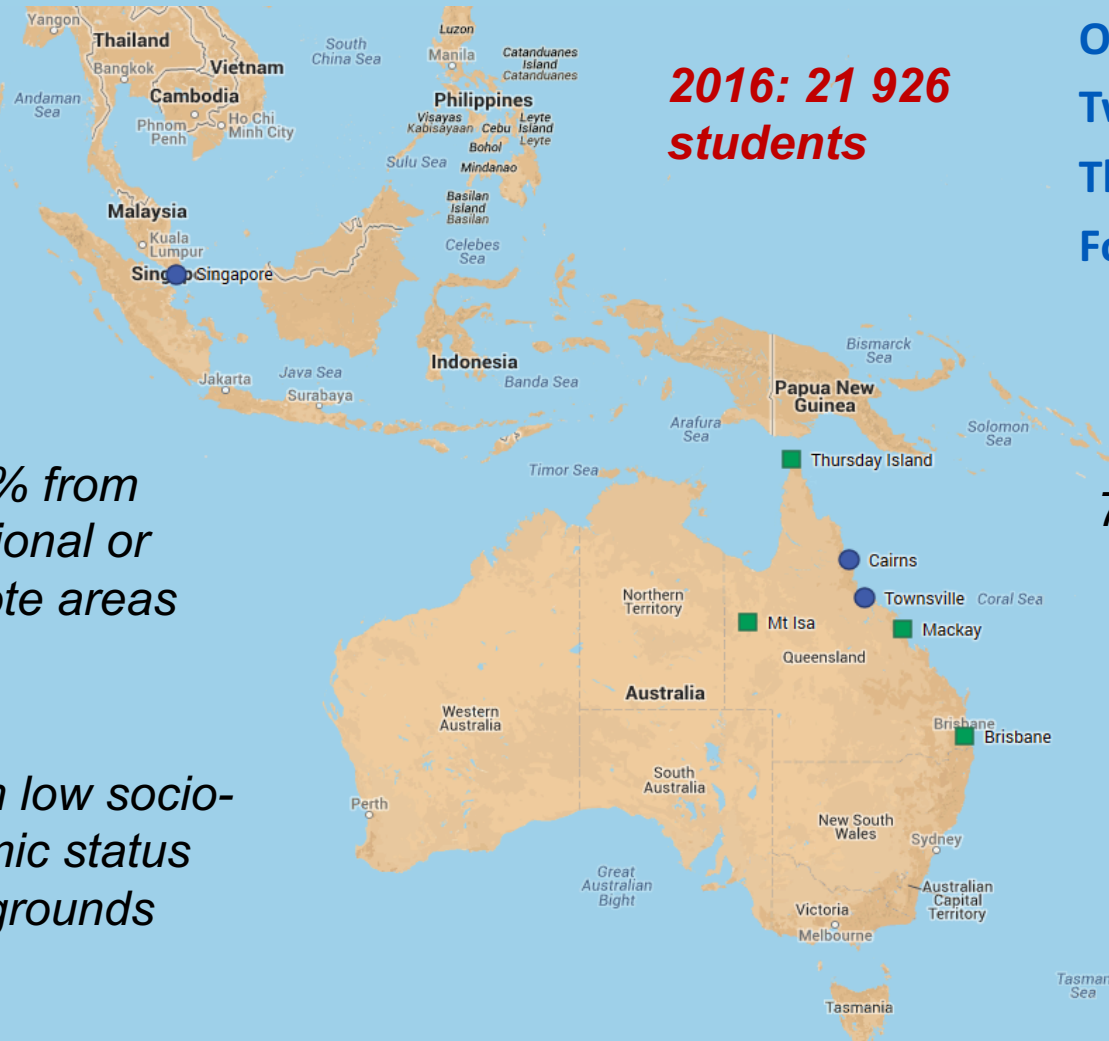 Yangon
Thailand
Bangkok
Vietnam
Andaman
Sea
Cambodia
Phnom
Penh
Ho Chi
Minh City
South
China Sea
Luzon
Manila
Catanduanes
Island
Catanduanes
Philippines
Visayas
Kabisayaan
Cebu
Leyte
Island
Leyte
Bohol
Sulu Sea
Mindanao
Basilan
Island
Basilan
Celebes
Sea
2016: 21 926
students
Malaysia
Kuala
Lumpur
Singapore
Indonesia
Jakarta
Java Sea
Surabaya
Banda Sea
Bismarck
Sea
Papua New
Guinea
Arafura
Sea
Solomon
Sea
Timor Sea
Thursday Island
% from
ional or
ote areas
7
Cairns
Townsville
Coral Sea
Northern
Territory
Mt Isa
Mackay
Queensland
Australia
Western
Australia
Brisbane
Brisbane
South
Australia
low socio-
mic status
grounds
Perth
New South
Wales
Sydney
Great
Australian
Bight
Australian
Capital
Territory
Victoria
Melbourne
Tasman
Sea
Tasmania